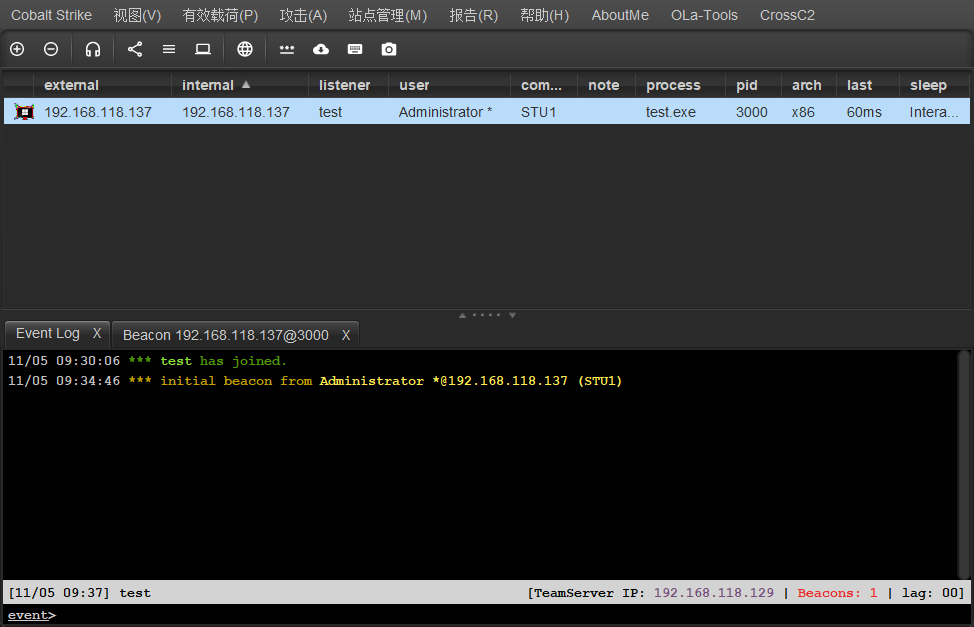 Cobalt Strike 视图(V) 有效载荷(P) 攻击(A) 站点管理(M) 报告(R) 帮助(H) AboutMe OLa-Tools CrossC2
external internal ▲ listener user com... note process pid arch last sleep
192.168.118.137 192.168.118.137 test Administrator * STU1 test.exe 3000 x86 60ms Intera...
Event Log X Beacon 192.168.118.137@3000 X
11/05 09:30:06 *** test has joined.
11/05 09:34:46 *** initial beacon from Administrator *@192.168.118.137 (STU1)
[11/05 09:37] test [TeamServer IP: 192.168.118.129 | Beacons: 1 | lag: 00]
event>